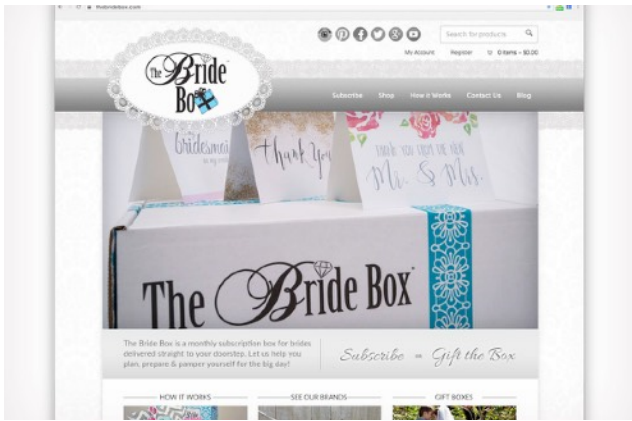 thebridebox.com
Search for products
My Account Register 0 items – $0.00
The Bride Box
Subscribe Shop How it Works Contact Us Blog
bridesmaid
thank you
THANK YOU FROM THE NEW
Mr. & Mrs.
The Bride Box
The Bride Box is a monthly subscription box for brides
delivered straight to your doorstep. Let us help you
plan, prepare & pamper yourself for the big day!
Subscribe OR Gift the Box
HOW IT WORKS SEE OUR BRANDS GIFT BOXES